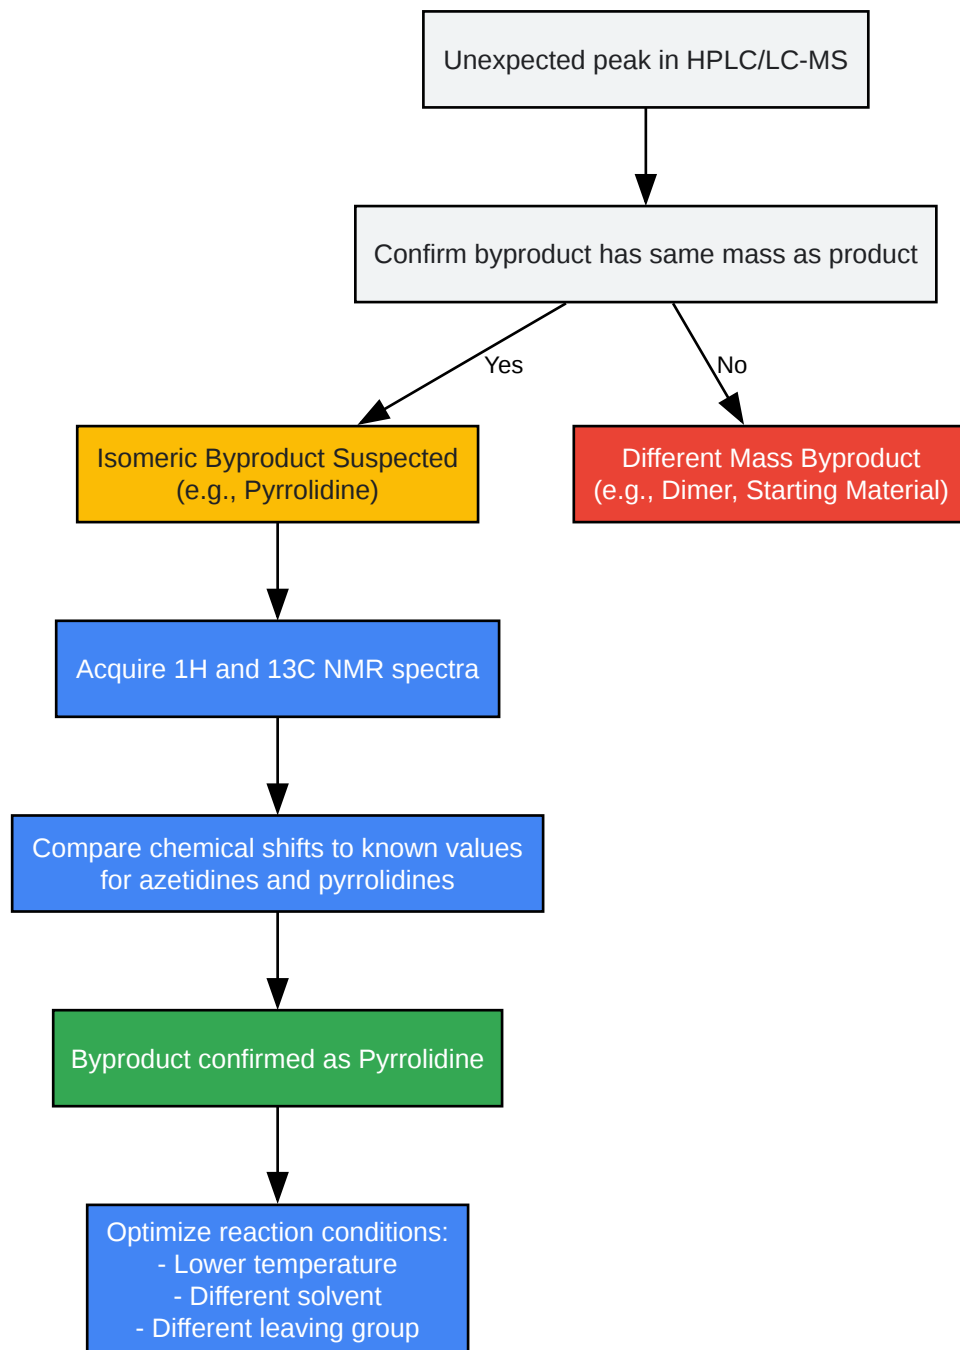 Unexpected peak in HPLC/LC-MS
Confirm byproduct has same mass as product
Yes
No
Isomeric Byproduct Suspected
(e.g., Pyrrolidine)
Different Mass Byproduct
(e.g., Dimer, Starting Material)
Acquire 1H and 13C NMR spectra
Compare chemical shifts to known values
for azetidines and pyrrolidines
Byproduct confirmed as Pyrrolidine
Optimize reaction conditions:
- Lower temperature
- Different solvent
- Different leaving group